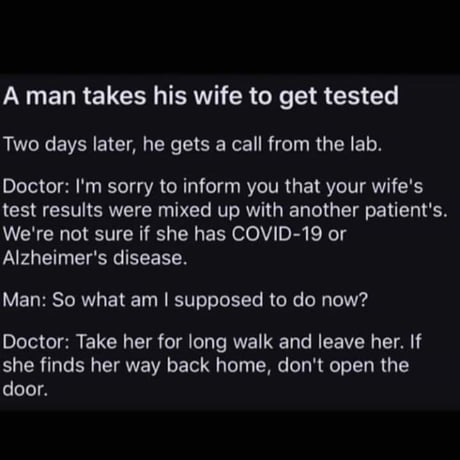 A man takes his wife to get tested
Two days later, he gets a call from the lab.
Doctor: I'm sorry to inform you that your wife's
test results were mixed up with another patient's.
We're not sure if she has COVID-19 or
Alzheimer's disease.
Man: So what am I supposed to do now?
Doctor: Take her for long walk and leave her. If
she finds her way back home, don't open the
door.